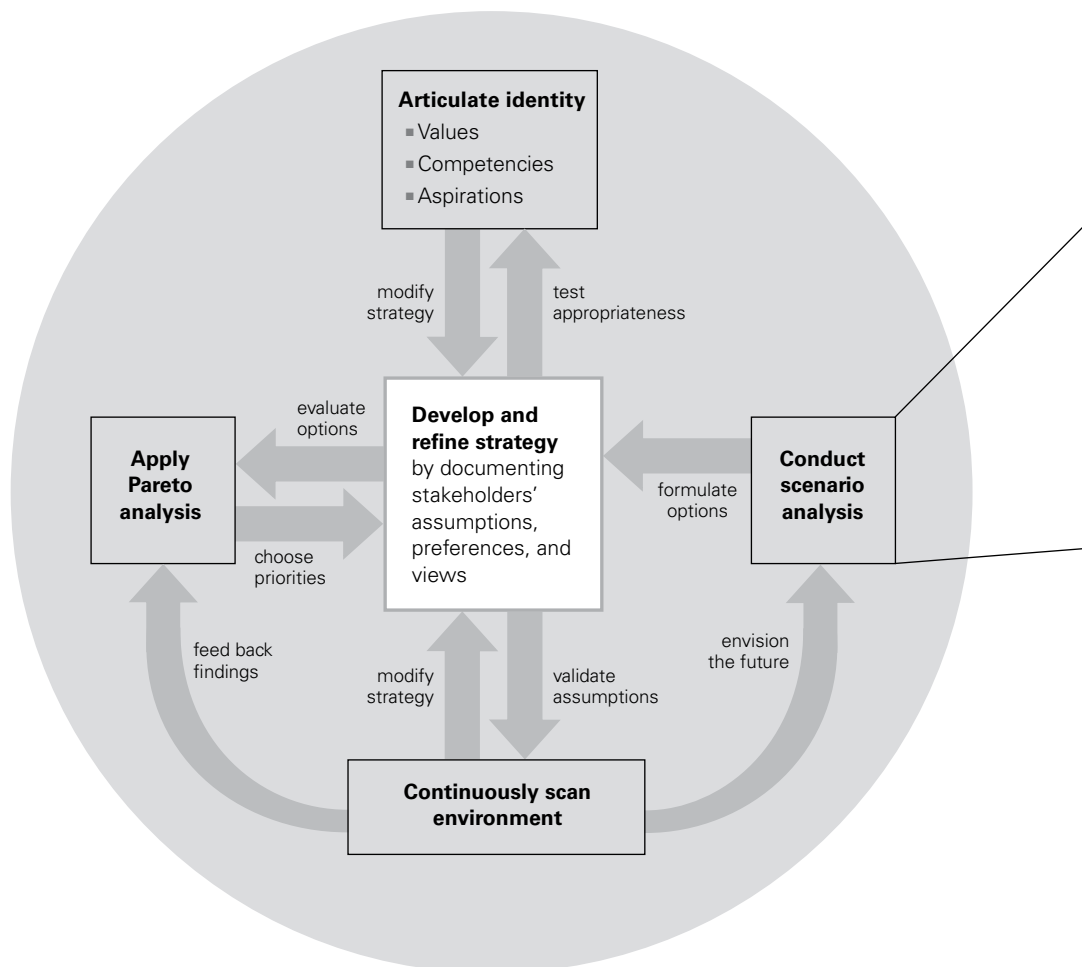 Articulate identity
▪ Values
▪ Competencies
▪ Aspirations
modify
strategy
test
appropriateness
evaluate
options
Develop and
refine strategy
by documenting
stakeholders’
assumptions,
preferences, and
views
Apply
Pareto
analysis
choose
priorities
formulate
options
Conduct
scenario
analysis
feed back
findings
modify
strategy
validate
assumptions
envision
the future
Continuously scan
environment